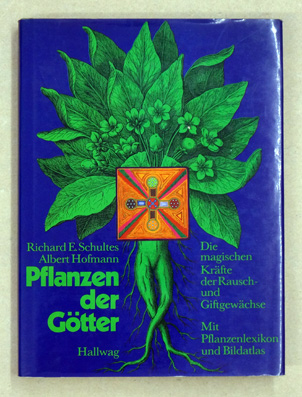 Richard E. Schultes
Albert Hofmann
Pflanzen
der
Götter
Hallwag
Die
magischen
Kräfte
der Rausch-
und
Giftgewächse
Mit
Pflanzenlexikon
und Bildatlas